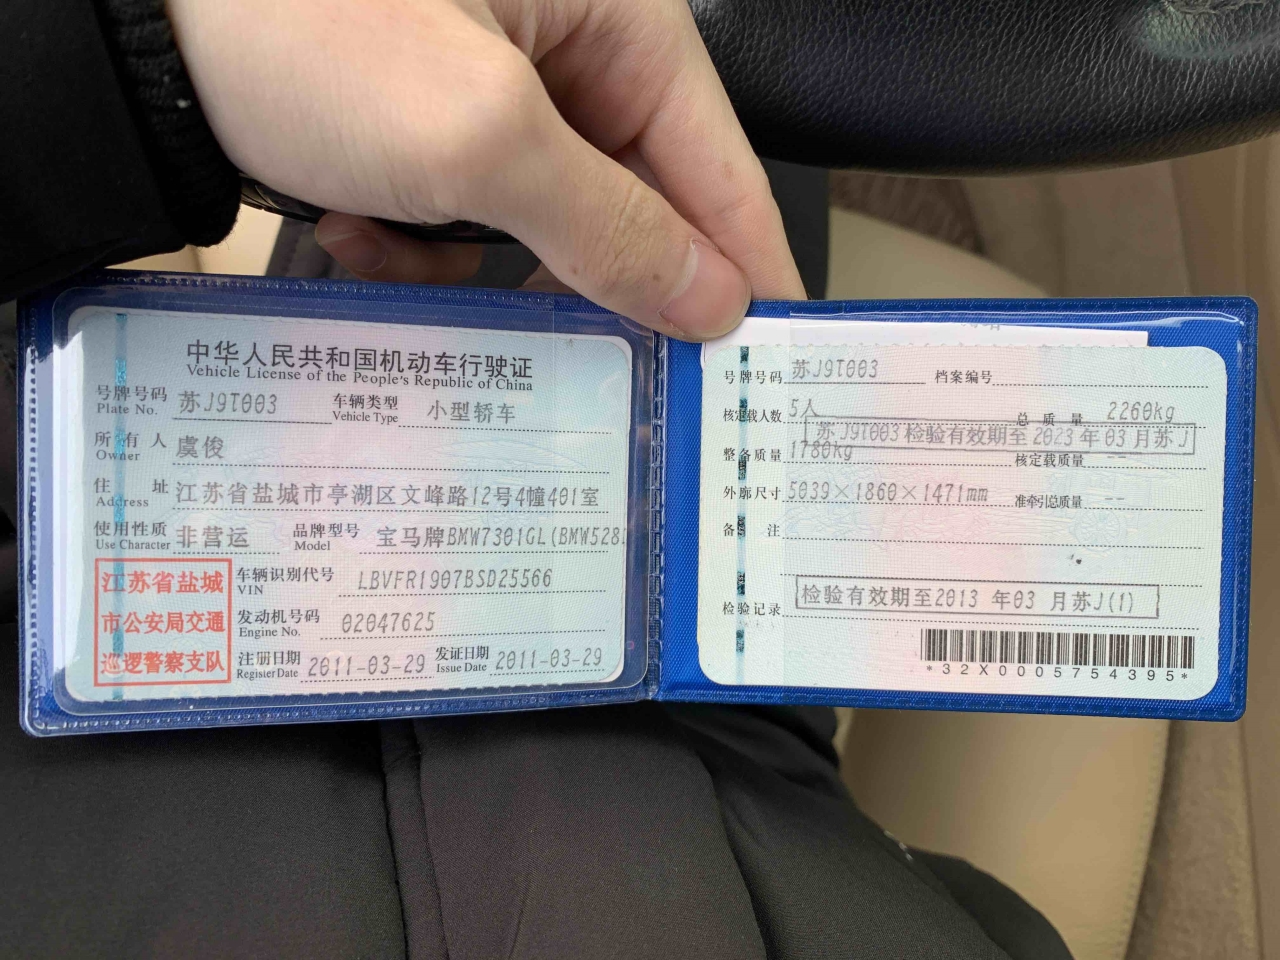 中华人民共和国机动车行驶证
Vehicle License of the People's Republic of China
号牌号码 苏J9T003 车辆类型 小型轿车
Plate No. Vehicle Type
所有人 虞俊
Owner
住址 江苏省盐城市亭湖区文峰路12号4幢401室
Address
使用性质 非营运 品牌型号 宝马牌BMW7301GL(BMW528
Use Character Model
江苏省盐城
市公安局交通
巡逻警察支队
车辆识别代号 LBVFR1907BSD25566
VIN
发动机号码 02047625
Engine No.
注册日期 2011-03-29 发证日期 2011-03-29
Register Date Issue Date
号牌号码 苏J9T003 档案编号
核定载人数 5人 总质量 2260kg
苏J9T003检验有效期至2023年03月苏J
整备质量 1780kg 核定载质量 --
外廓尺寸 5039×1860×1471mm 准牵引总质量 --
备注
检验记录 检验有效期至2013年03月苏J(1)
*32X0005754395*